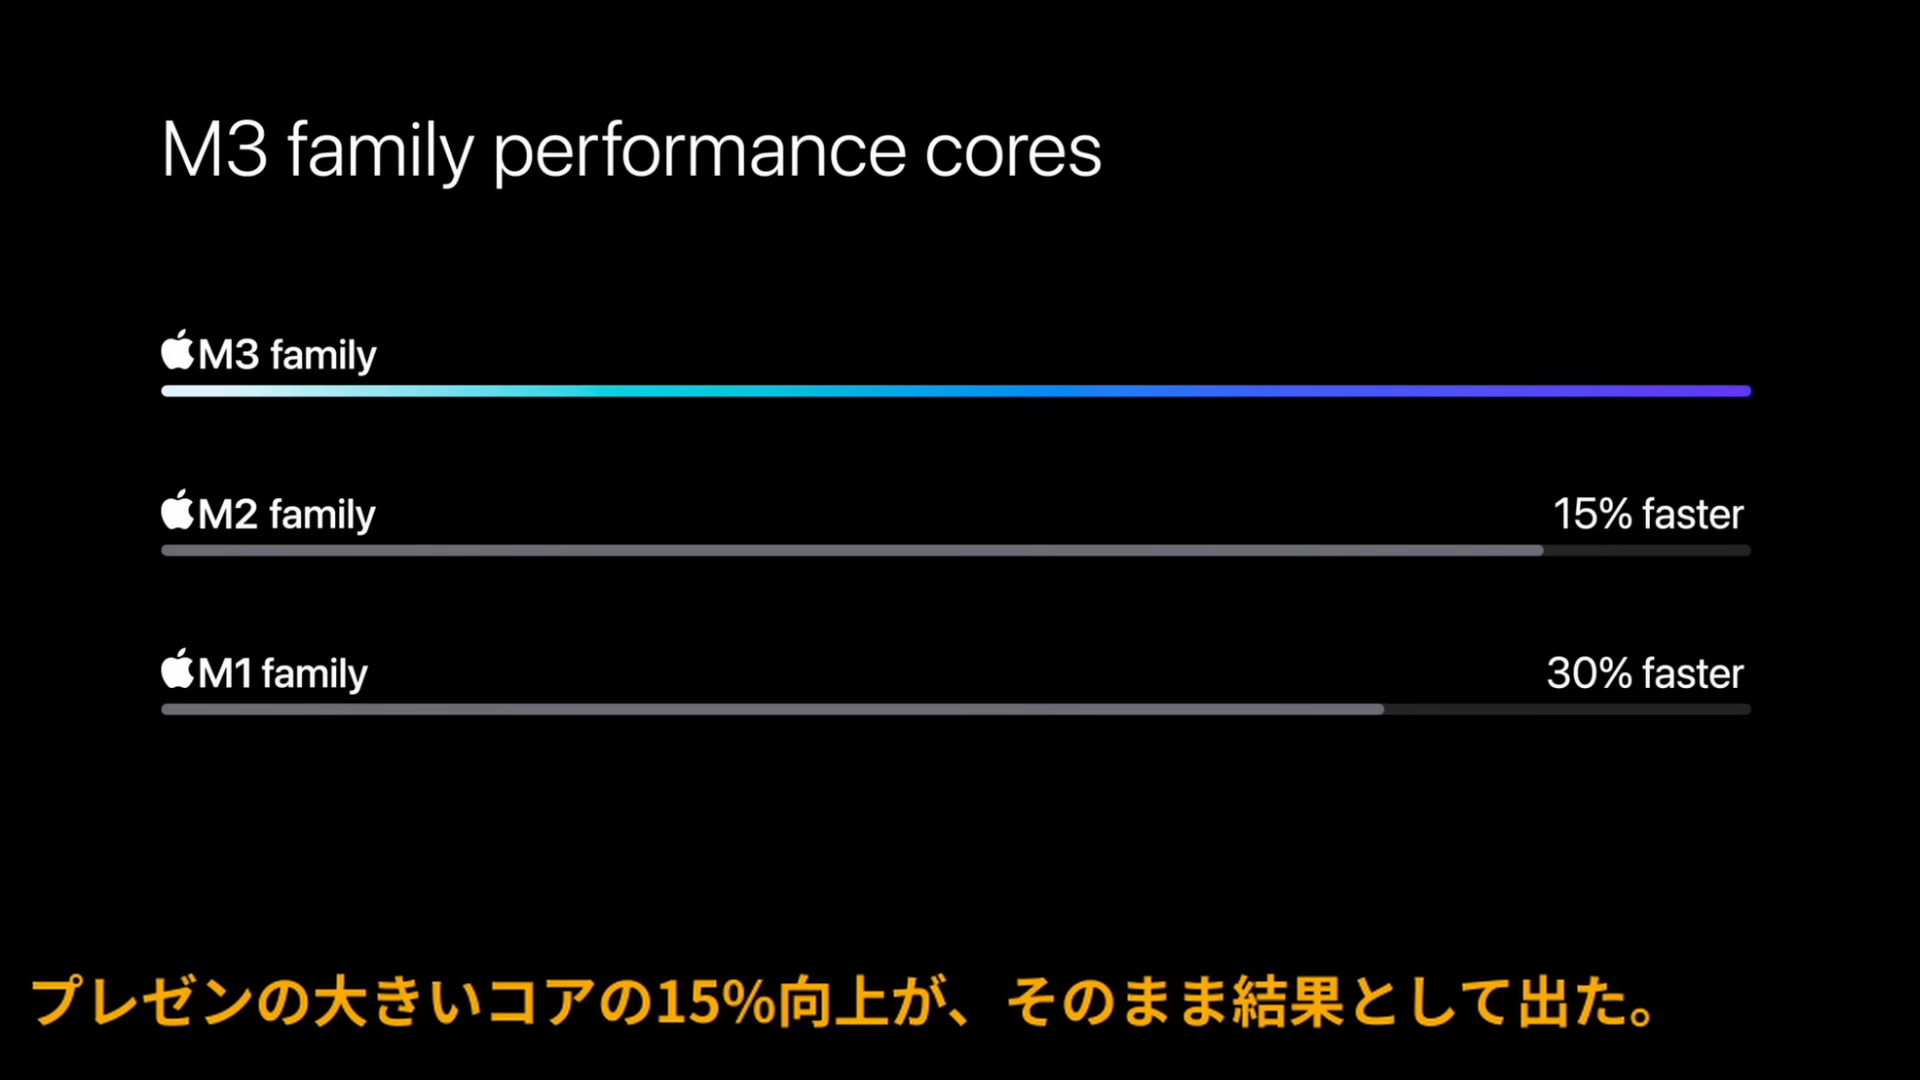 M3 family performance cores
M3 family
M2 family
15% faster
M1 family
30% faster
プレゼンの大きいコアの15%向上が、そのまま結果として出た。